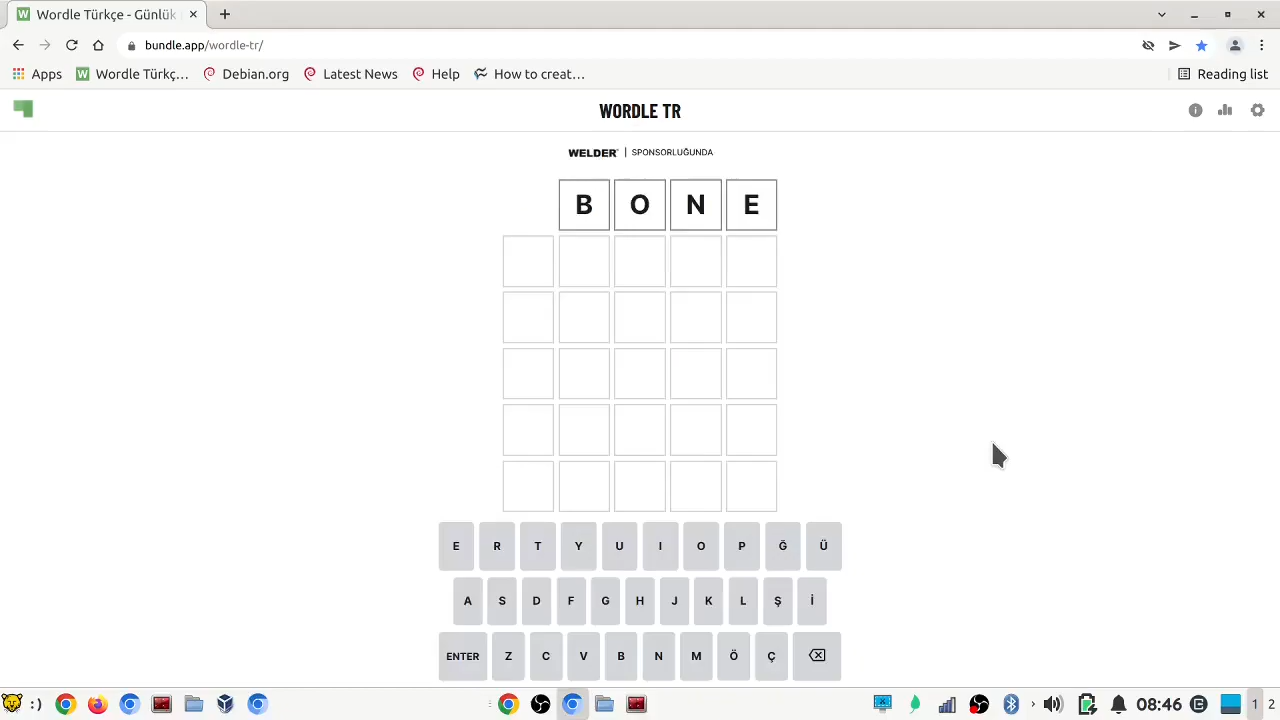 Wordle Türkçe - Günlük
bundle.app/wordle-tr/
Apps Wordle Türkç... Debian.org Latest News Help How to creat... Reading list
WORDLE TR
WELDER | SPONSORLUĞUNDA
B O N E
E R T Y U I O P Ğ Ü
A S D F G H J K L Ş İ
ENTER Z C V B N M Ö Ç
:) 08:46 1 2